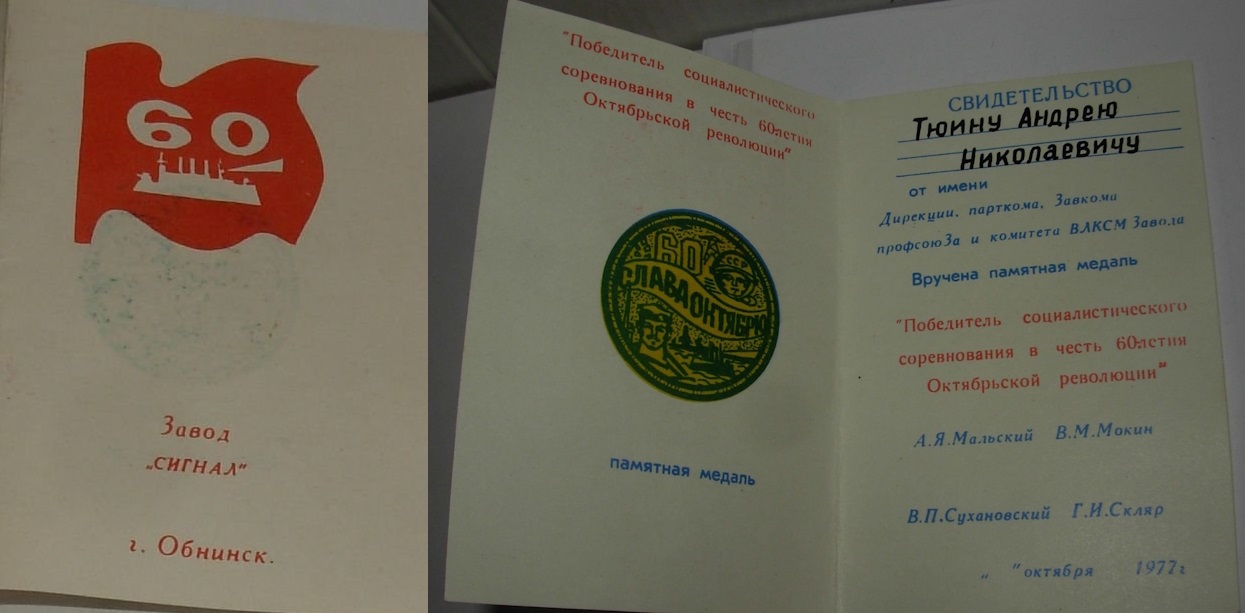 60
Завод
„СИГНАЛ"
г. Обнинск.
"Победитель социалистического
соревнования в честь 60летия
Октябрьской революции"
60
СССР
СЛАВА ОКТЯБРЮ
памятная медаль
СВИДЕТЕЛЬСТВО
Тюину Андрею
Николаевичу
от имени
Дирекции, парткома, Завкома
профсоюЗа и комитета ВЛКСМ Завода
Вручена памятная медаль
"Победитель социалистического
соревнования в честь 60летия
Октябрьской революции"
А.Я.Мальский В.М.Мокин
В.П.Сухановский Г.И.Скляр
„ "октября 1977г